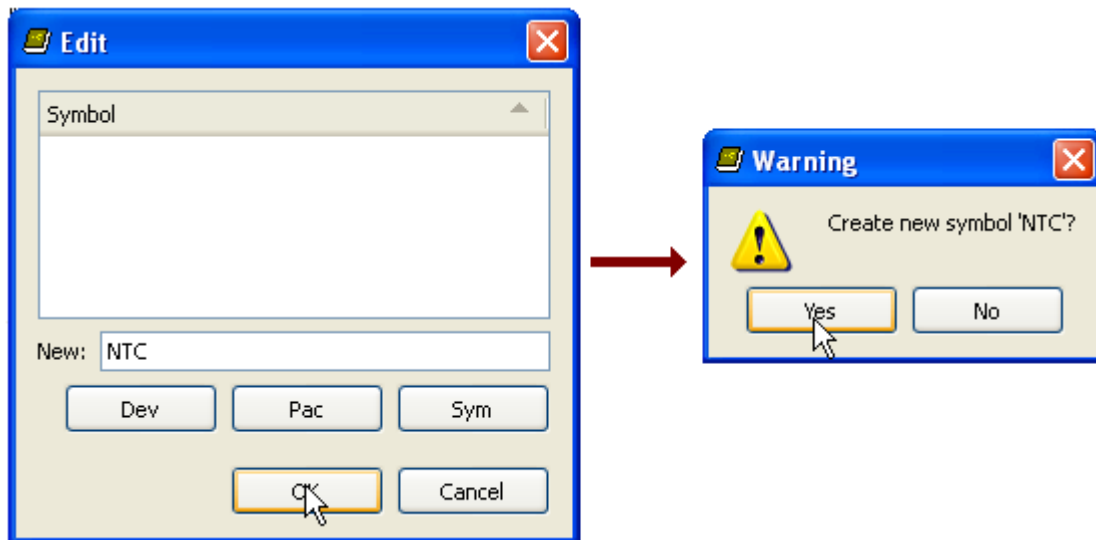 Edit
Symbol
New: NTC
Dev Pac Sym
OK Cancel
Warning
Create new symbol 'NTC'?
Yes No